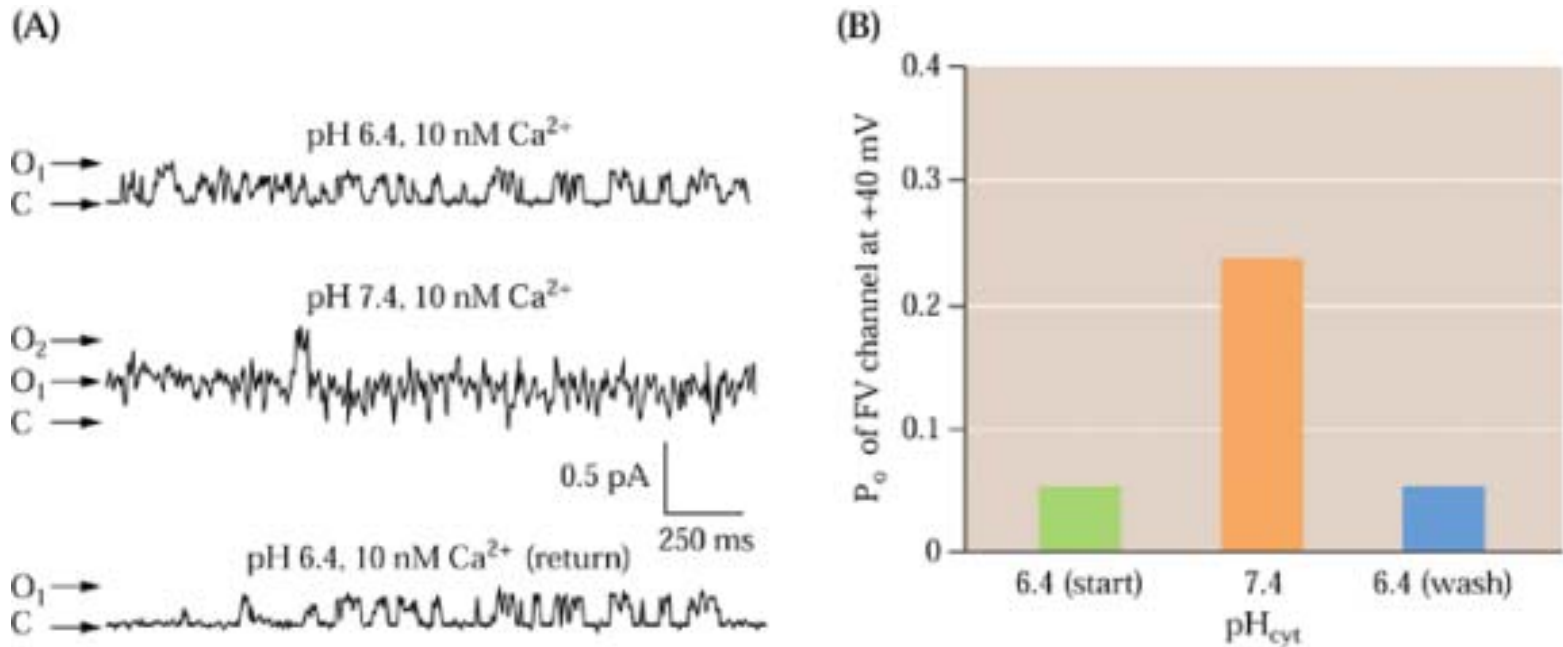 (A)
pH 6.4, 10 nM Ca²⁺
O₁
C
pH 7.4, 10 nM Ca²⁺
O₂
O₁
C
0.5 pA
250 ms
pH 6.4, 10 nM Ca²⁺ (return)
O₁
C
(B)
Pₒ of FV channel at +40 mV
0.4
0.3
0.2
0.1
0
6.4 (start) 7.4 6.4 (wash)
pH_cyt